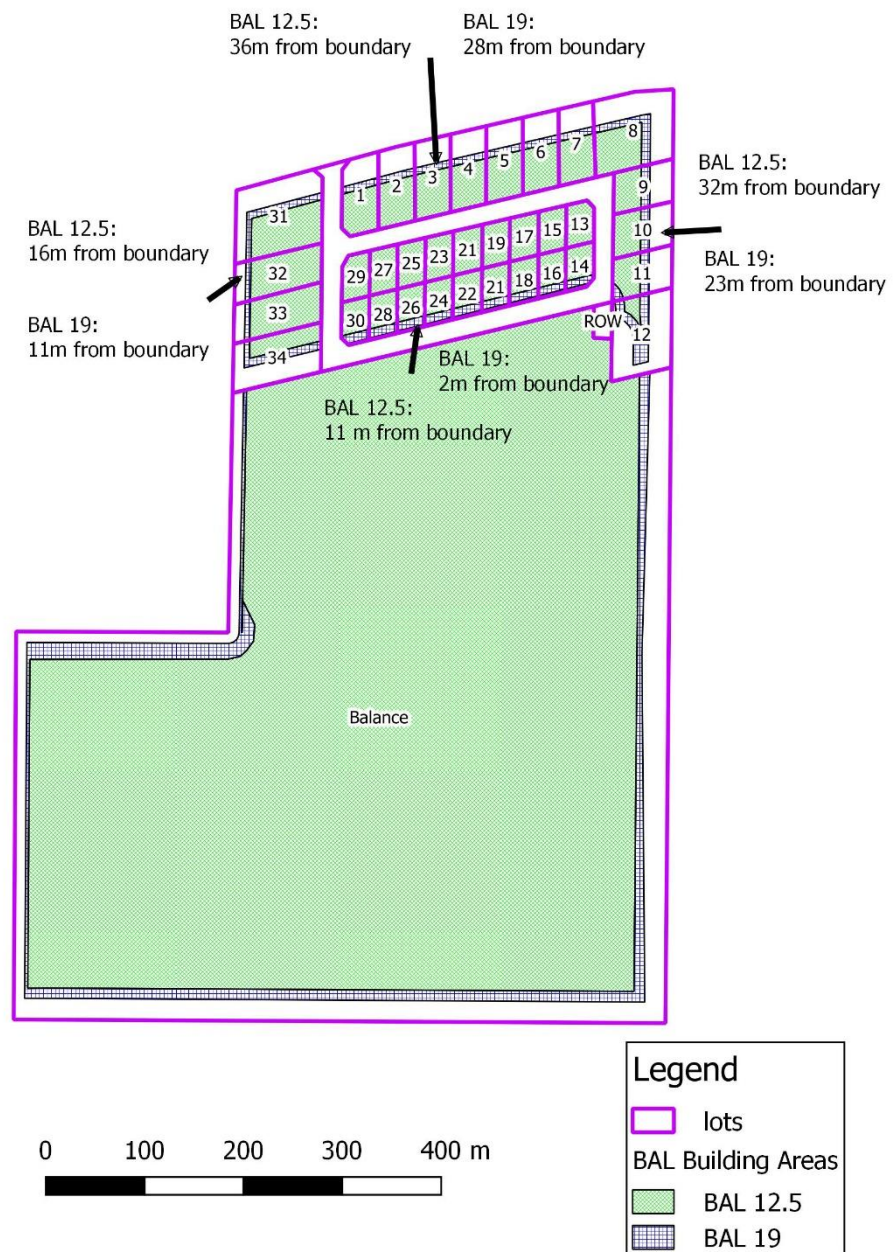 BAL 12.5:
36m from boundary
BAL 19:
28m from boundary
BAL 12.5:
32m from boundary
BAL 19:
23m from boundary
BAL 12.5:
16m from boundary
BAL 19:
11m from boundary
BAL 19:
2m from boundary
BAL 12.5:
11 m from boundary
1 2 3 4 5 6 7 8
9
10
11
12
ROW
31
32
33
34
29 27 25 23 21 19 17 15 13
30 28 26 24 22 21 18 16 14
Balance
0 100 200 300 400 m
Legend
lots
BAL Building Areas
BAL 12.5
BAL 19